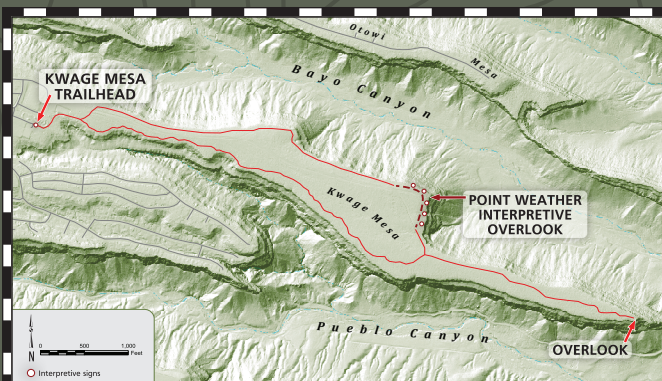 Otowi
Mesa
Bayo Canyon
KWAGE MESA
TRAILHEAD
POINT WEATHER
INTERPRETIVE
OVERLOOK
Kwage Mesa
Pueblo Canyon
OVERLOOK
N
0 500 1,000
Feet
Interpretive signs